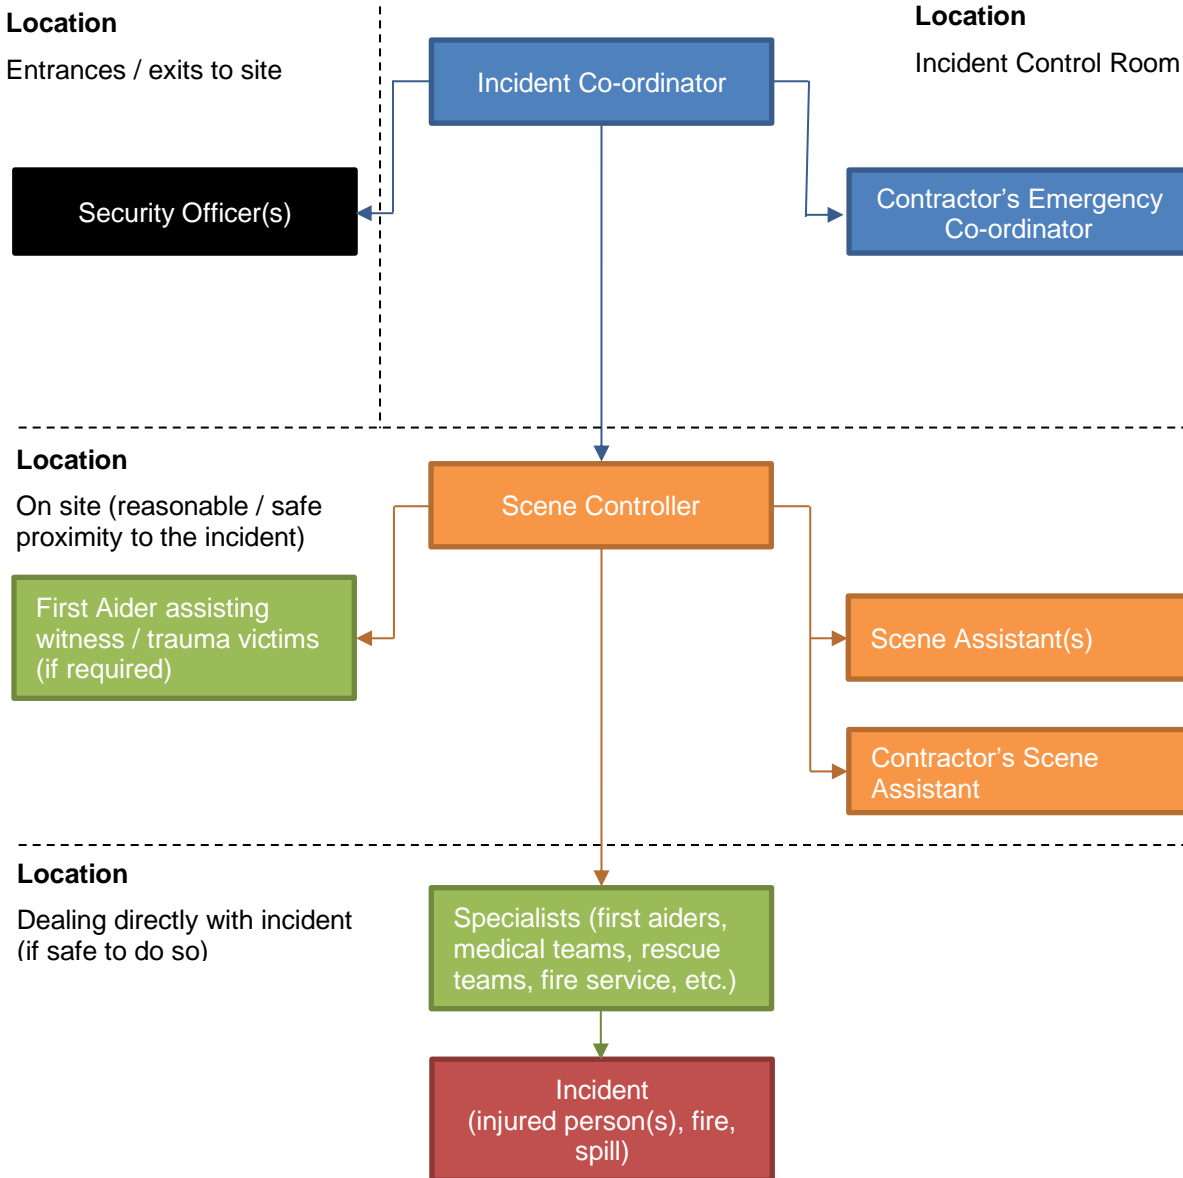 Location
Entrances / exits to site
Location
Incident Control Room
Incident Co-ordinator
Security Officer(s)
Contractor’s Emergency
Co-ordinator
Location
On site (reasonable / safe
proximity to the incident)
Scene Controller
First Aider assisting
witness / trauma victims
(if required)
Scene Assistant(s)
Contractor’s Scene
Assistant
Location
Dealing directly with incident
(if safe to do so)
Specialists (first aiders,
medical teams, rescue
teams, fire service, etc.)
Incident
(injured person(s), fire,
spill)